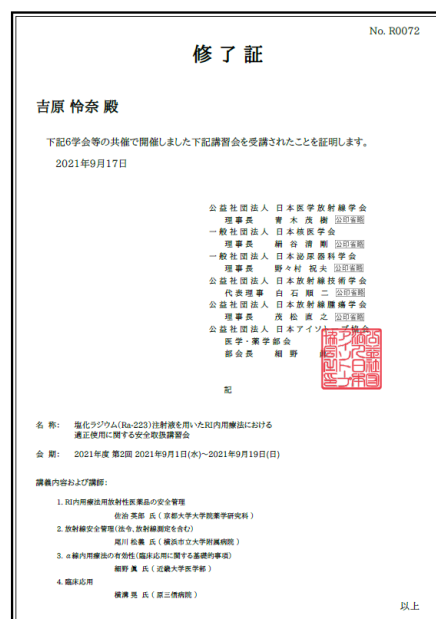 No. R0072
修了証
吉原 怜奈 殿
下記6学会等の共催で開催しました下記講習会を受講されたことを証明します。
2021年9月17日
公益社団法人 日本医学放射線学会
理事長 青木茂樹 公印省略
一般社団法人 日本核医学会
理事長 絹谷清剛 公印省略
一般社団法人 日本泌尿器科学会
理事長 野々村祝夫 公印省略
公益社団法人 日本放射線技術学会
代表理事 白石順二 公印省略
公益社団法人 日本放射線腫瘍学会
理事長 茂松直之 公印省略
公益社団法人 日本アイソトープ協会
医学・薬学部会
部会長 細野
記
名 称: 塩化ラジウム(Ra-223)注射液を用いたRI内用療法における
適正使用に関する安全取扱講習会
会 期: 2021年度 第2回 2021年9月1日(水)~2021年9月19日(日)
講義内容および講師:
1. RI内用療法用放射性医薬品の安全管理
佐治 英郎 氏 ( 京都大学大学院薬学研究科 )
2. 放射線安全管理(法令、放射線測定を含む)
尾川 松義 氏 ( 横浜市立大学附属病院 )
3. α線内用療法の有効性(臨床応用に関する基礎的事項)
細野 眞 氏 ( 近畿大学医学部 )
4. 臨床応用
横溝 晃 氏 ( 原三信病院 )
以上